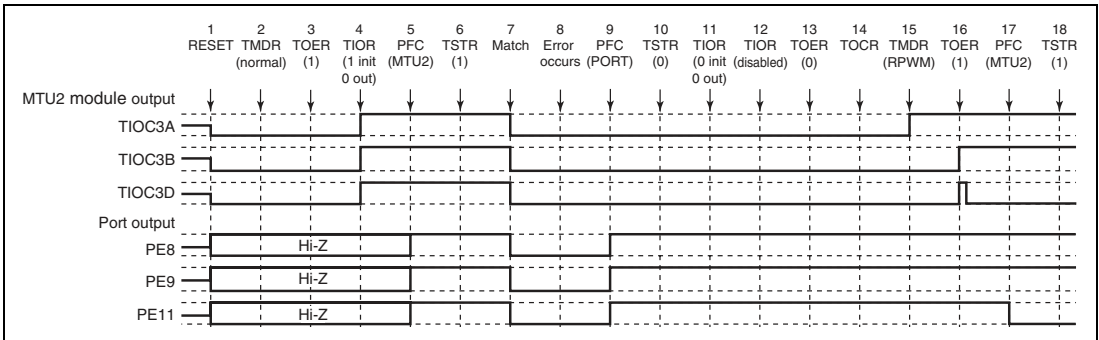 1 2 3 4 5 6 7 8 9 10 11 12 13 14 15 16 17 18
RESET TMDR TOER TIOR PFC TSTR Match Error PFC TSTR TIOR TIOR TOER TOCR TMDR TOER PFC TSTR
(normal) (1) (1 init (MTU2) (1) occurs (PORT) (0) (0 init (disabled) (0) (RPWM) (1) (MTU2) (1)
0 out) 0 out)
MTU2 module output
TIOC3A
TIOC3B
TIOC3D
Port output
PE8 Hi-Z
PE9 Hi-Z
PE11 Hi-Z